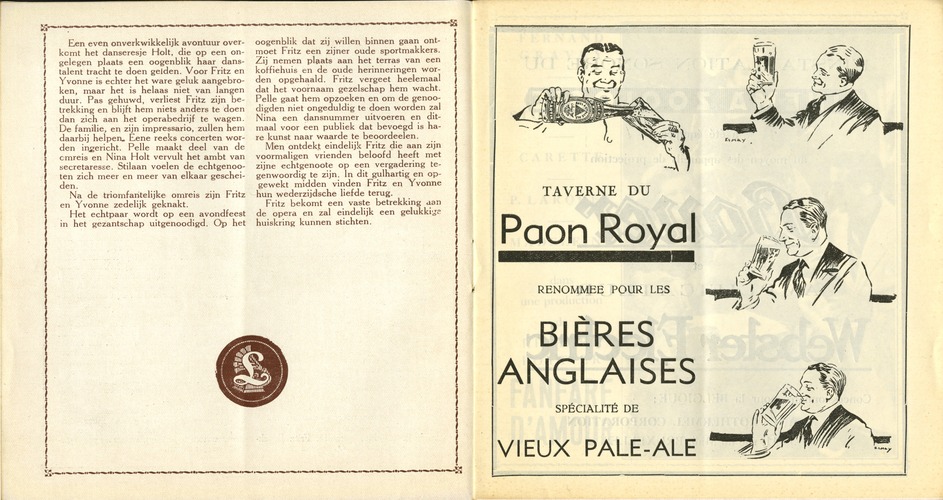 Een even onverkwikkelijk avontuur over-
komt het danseresje Holt, die op een on-
gelegen plaats een oogenblik haar dans-
talent tracht te doen gelden. Voor Fritz en
Yvonne is echter het ware geluk aangebro-
ken, maar het is helaas niet van langen
duur. Pas gehuwd, verliest Fritz zijn be-
trekking en blijft hem niets anders te doen
dan zich aan het operabedrijf te wagen.
De familie, en zijn impressario, zullen hem
daarbij helpen. Eene reeks concerten wor-
den ingericht. Pelle maakt deel van de
omreis en Nina Holt vervult het ambt van
secretaresse. Stilaan voelen de echtgenoo-
ten zich meer en meer van elkaar geschei-
den.
Na de triomfantelijke omreis zijn Fritz
en Yvonne zedelijk geknakt.
Het echtpaar wordt op een avondfeest
in het gezantschap uitgenoodigd. Op het
oogenblik dat zij willen binnen gaan ont-
moet Fritz een zijner oude sportmakkers.
Zij nemen plaats aan het terras van een
koffiehuis en de oude herinneringen wor-
den opgehaald. Fritz vergeet heelemaal
dat het voornaam gezelschap hem wacht.
Pelle gaat hem opzoeken en om de genoo-
digden niet ongeduldig te doen worden zal
Nina een dansnummer uitvoeren en dit-
maal voor een publiek dat bevoegd is ha-
re kunst naar waarde te beoordeelen.
Men ontdekt eindelijk Fritz die aan zijn
voormaligen vrienden beloofd heeft met
zijne echtgenoote op een vergadering te-
genwoordig te zijn. In dit gulhartig en op-
gewekt midden vinden Fritz en Yvonne
hun wederzijdsche liefde terug.
Fritz bekomt een vaste betrekking aan
de opera en zal eindelijk een gelukkige
huiskring kunnen stichten.
L
TAVERNE DU
Paon Royal
RENOMMEE POUR LES
BIÈRES
ANGLAISES
SPÉCIALITÉ DE
VIEUX PALE-ALE